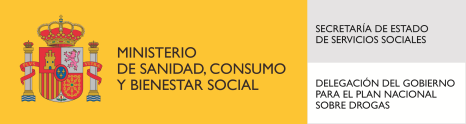 MINISTERIO
DE SANIDAD, CONSUMO
Y BIENESTAR SOCIAL
SECRETARÍA DE ESTADO
DE SERVICIOS SOCIALES
DELEGACIÓN DEL GOBIERNO
PARA EL PLAN NACIONAL
SOBRE DROGAS